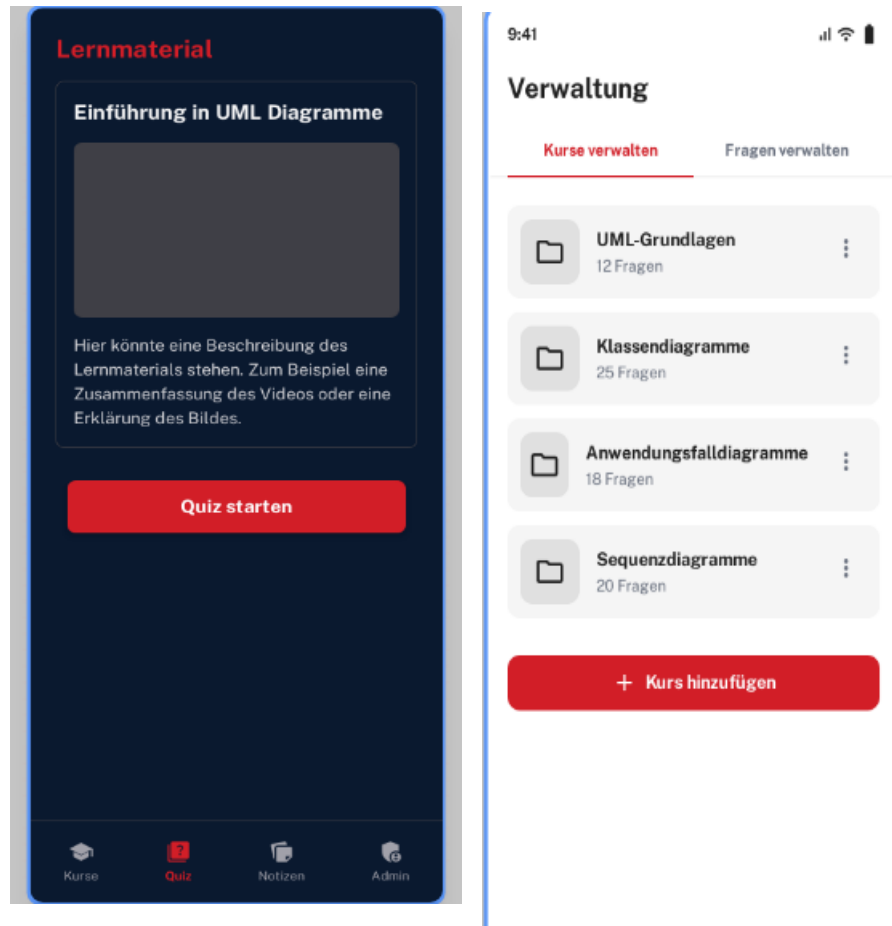 Lernmaterial
Einführung in UML Diagramme
Hier könnte eine Beschreibung des
Lernmaterials stehen. Zum Beispiel eine
Zusammenfassung des Videos oder eine
Erklärung des Bildes.
Quiz starten
Kurse
Quiz
Notizen
Admin
9:41
Verwaltung
Kurse verwalten
Fragen verwalten
UML-Grundlagen
12 Fragen
Klassendiagramme
25 Fragen
Anwendungsfalldiagramme
18 Fragen
Sequenzdiagramme
20 Fragen
+ Kurs hinzufügen